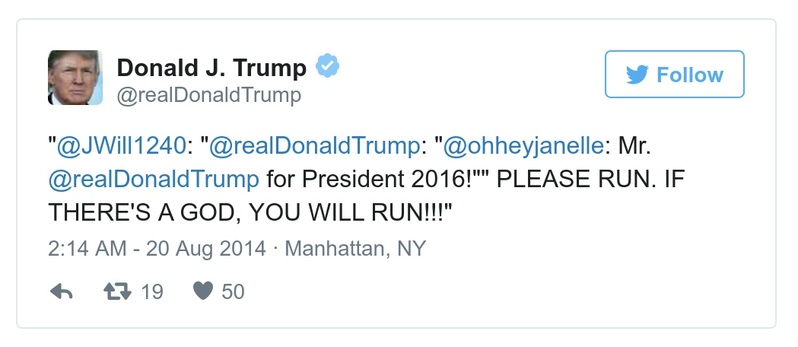 Donald J. Trump
@realDonaldTrump
Follow
"@JWill1240: "@realDonaldTrump: "@ohheyjanelle: Mr.
@realDonaldTrump for President 2016!"" PLEASE RUN. IF
THERE'S A GOD, YOU WILL RUN!!!"
2:14 AM - 20 Aug 2014 · Manhattan, NY
19 50